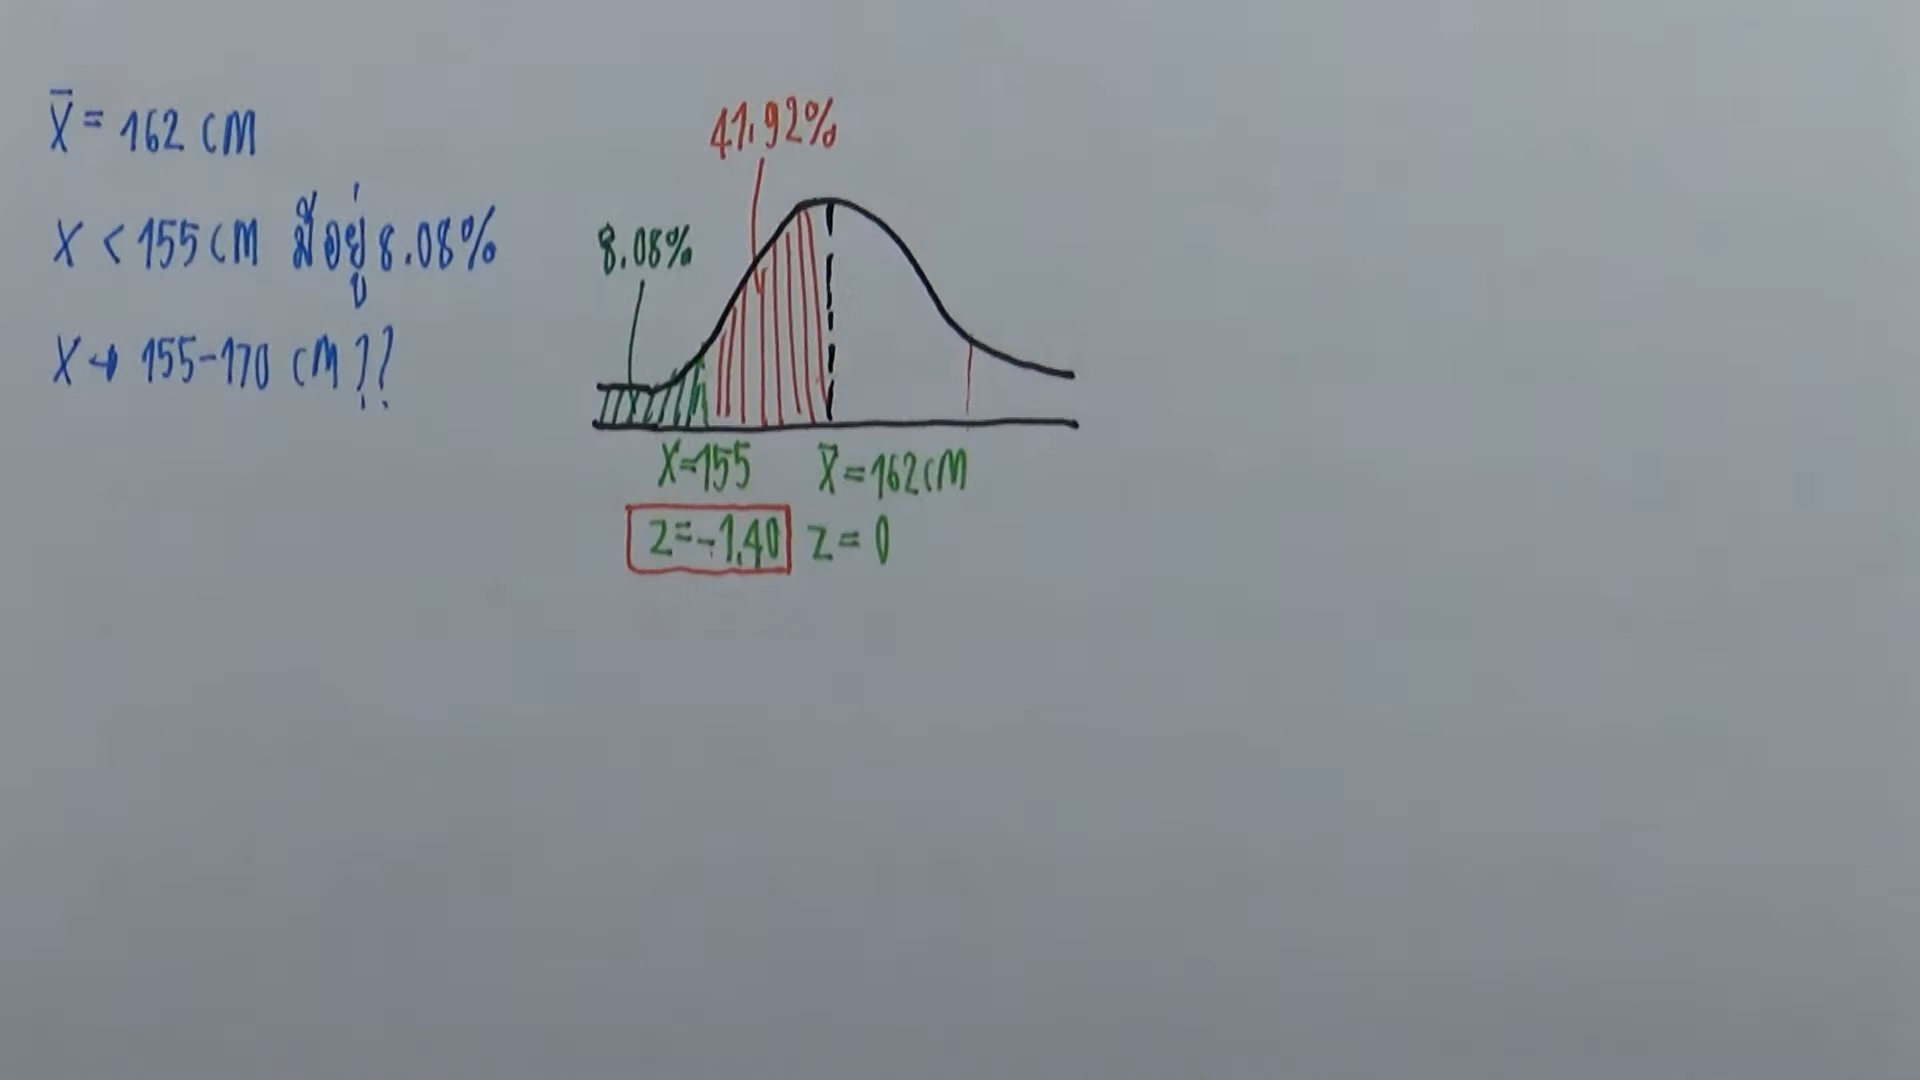 X̄ = 162 cm
X < 155 cm มีอยู่ 8.08%
X → 155-170 cm??
41.92%
8.08%
X=155
X̄=162cm
z=-1.40
z=0